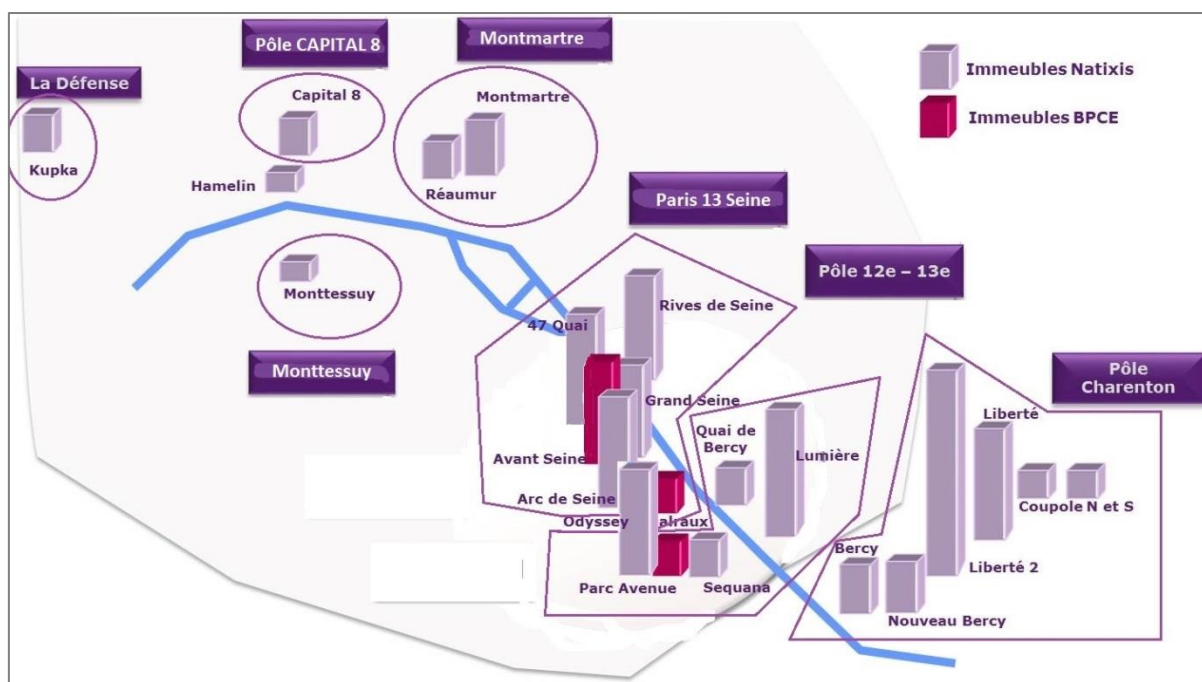 Pôle CAPITAL 8
Montmartre
La Défense
Immeubles Natixis
Immeubles BPCE
Capital 8
Montmartre
Kupka
Hamelin
Réaumur
Paris 13 Seine
Pôle 12e – 13e
Monttessuy
Rives de Seine
47 Quai
Monttessuy
Pôle
Charenton
Grand Seine
Quai de
Bercy
Liberté
Lumière
Avant Seine
Arc de Seine
Coupole N et S
Odyssey
alraux
Bercy
Liberté 2
Parc Avenue
Sequana
Nouveau Bercy